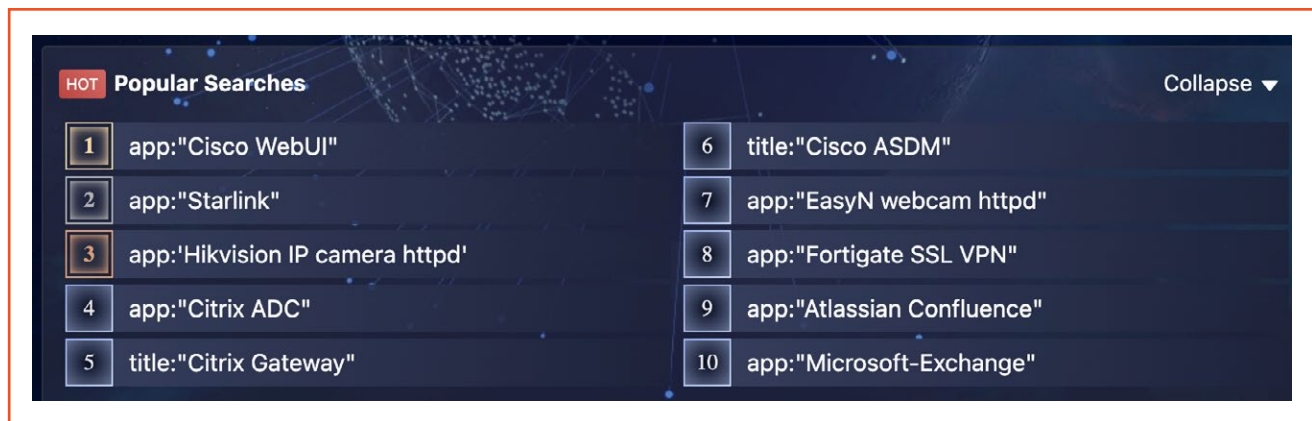 HOT Popular Searches
Collapse ▼
1 app:"Cisco WebUI"
2 app:"Starlink"
3 app:'Hikvision IP camera httpd'
4 app:"Citrix ADC"
5 title:"Citrix Gateway"
6 title:"Cisco ASDM"
7 app:"EasyN webcam httpd"
8 app:"Fortigate SSL VPN"
9 app:"Atlassian Confluence"
10 app:"Microsoft-Exchange"